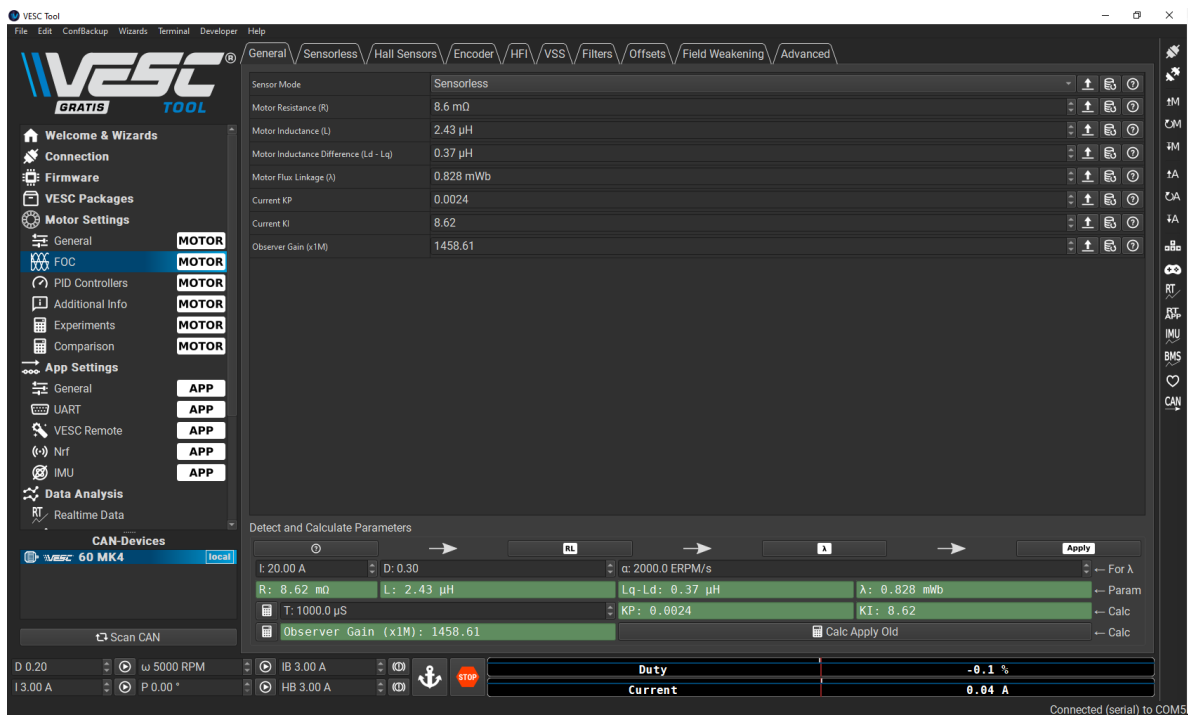 VESC Tool
File Edit ConfBackup Wizards Terminal Developer Help
VESC ®
GRATIS TOOL
Welcome & Wizards
Connection
Firmware
VESC Packages
Motor Settings
General MOTOR
FOC MOTOR
PID Controllers MOTOR
Additional Info MOTOR
Experiments MOTOR
Comparison MOTOR
App Settings
General APP
UART APP
VESC Remote APP
Nrf APP
IMU APP
Data Analysis
RT Realtime Data
CAN-Devices
VESC 60 MK4 local
Scan CAN
General Sensorless Hall Sensors Encoder HFI VSS Filters Offsets Field Weakening Advanced
Sensor Mode Sensorless
Motor Resistance (R) 8.6 mΩ
Motor Inductance (L) 2.43 µH
Motor Inductance Difference (Ld - Lq) 0.37 µH
Motor Flux Linkage (λ) 0.828 mWb
Current KP 0.0024
Current KI 8.62
Observer Gain (x1M) 1458.61
Detect and Calculate Parameters
RL λ Apply
I: 20.00 A D: 0.30 α: 2000.0 ERPM/s ← For λ
R: 8.62 mΩ L: 2.43 µH Lq-Ld: 0.37 µH λ: 0.828 mWb ← Param
T: 1000.0 µS KP: 0.0024 KI: 8.62 ← Calc
Observer Gain (x1M): 1458.61 Calc Apply Old ← Calc
D 0.20 ω 5000 RPM IB 3.00 A STOP Duty -0.1 %
I 3.00 A P 0.00 ° HB 3.00 A Current 0.04 A
Connected (serial) to COM5
M
M
M
A
A
A
RT
RT
APP
IMU
BMS
CAN